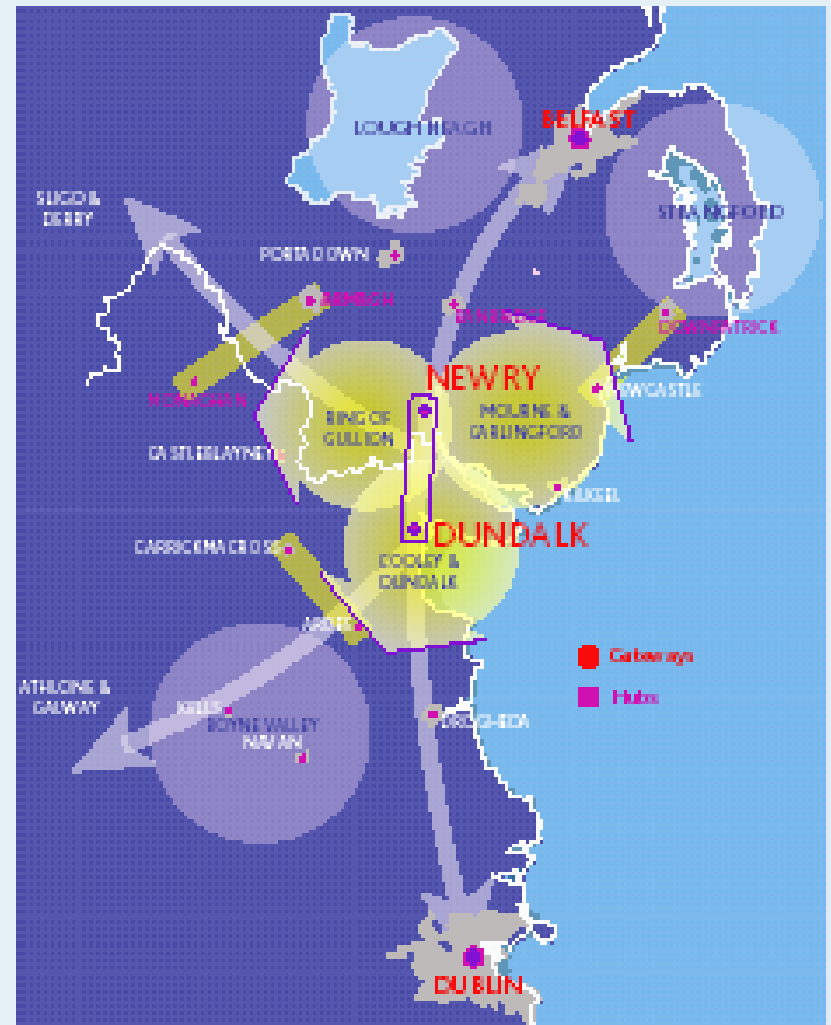 BELFAST
LOUGH NEAGH
SLIGO &
DERRY
STRANGFORD
PORTADOWN
ARMAGH
BANBRIDGE
DOWNPATRICK
NEWRY
MONAGHAN
NEWCASTLE
RING OF
GULLION
MOURNE &
CARLINGFORD
CASTLEBLAYNEY
KILKEEL
DUNDALK
CARRICKMACROSS
COOLEY &
DUNDALK
ARDEE
Gateways
ATHLONE &
GALWAY
Hubs
KELLS
BOYNE VALLEY
NAVAN
DROGHEDA
DUBLIN